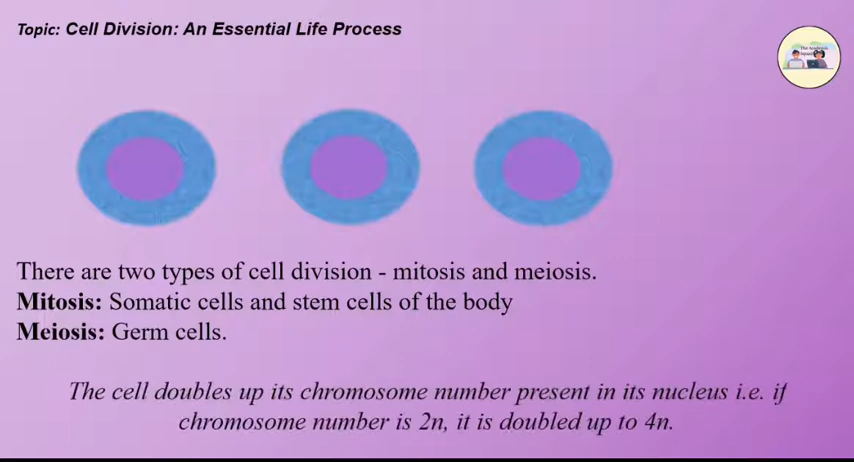 Topic: Cell Division: An Essential Life Process
The Academic
There are two types of cell division - mitosis and meiosis.
Mitosis: Somatic cells and stem cells of the body
Meiosis: Germ cells.
The cell doubles up its chromosome number present in its nucleus i.e. if
chromosome number is 2n, it is doubled up to 4n.